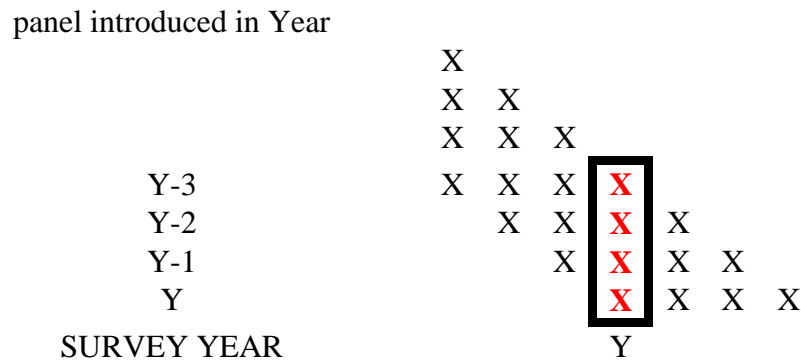 panel introduced in Year
X
X X
X X X
Y-3 X X X X
Y-2 X X X X
Y-1 X X X X
Y X X X X
SURVEY YEAR Y